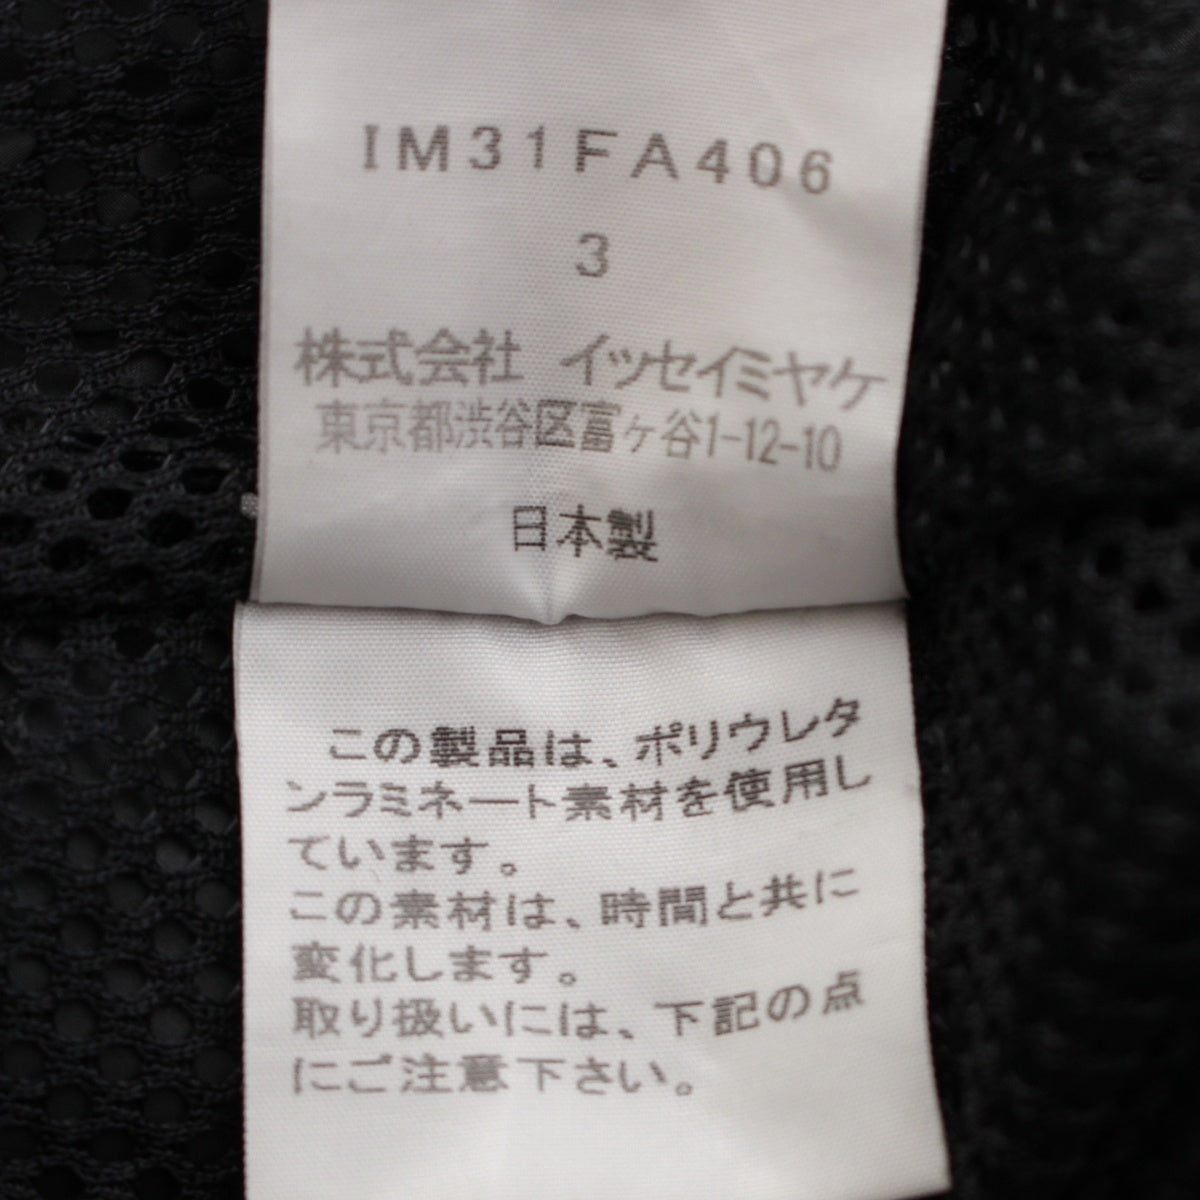 IM31FA406
3
株式会社 イッセイミヤケ
東京都渋谷区富ヶ谷1-12-10
日本製
この製品は、ポリウレタ
ンラミネート素材を使用し
ています。
この素材は、時間と共に
変化します。
取り扱いには、下記の点
にご注意下さい。